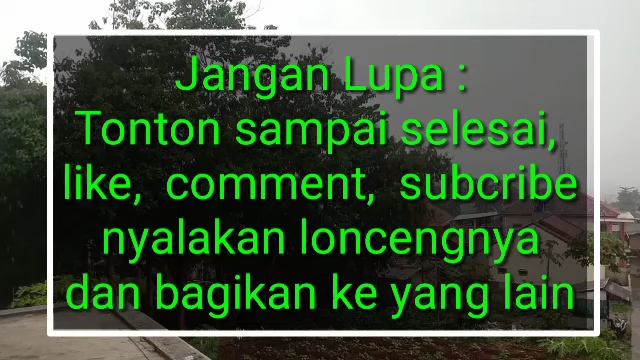 Jangan Lupa :
Tonton sampai selesai,
like, comment, subcribe
nyalakan loncengnya
dan bagikan ke yang lain